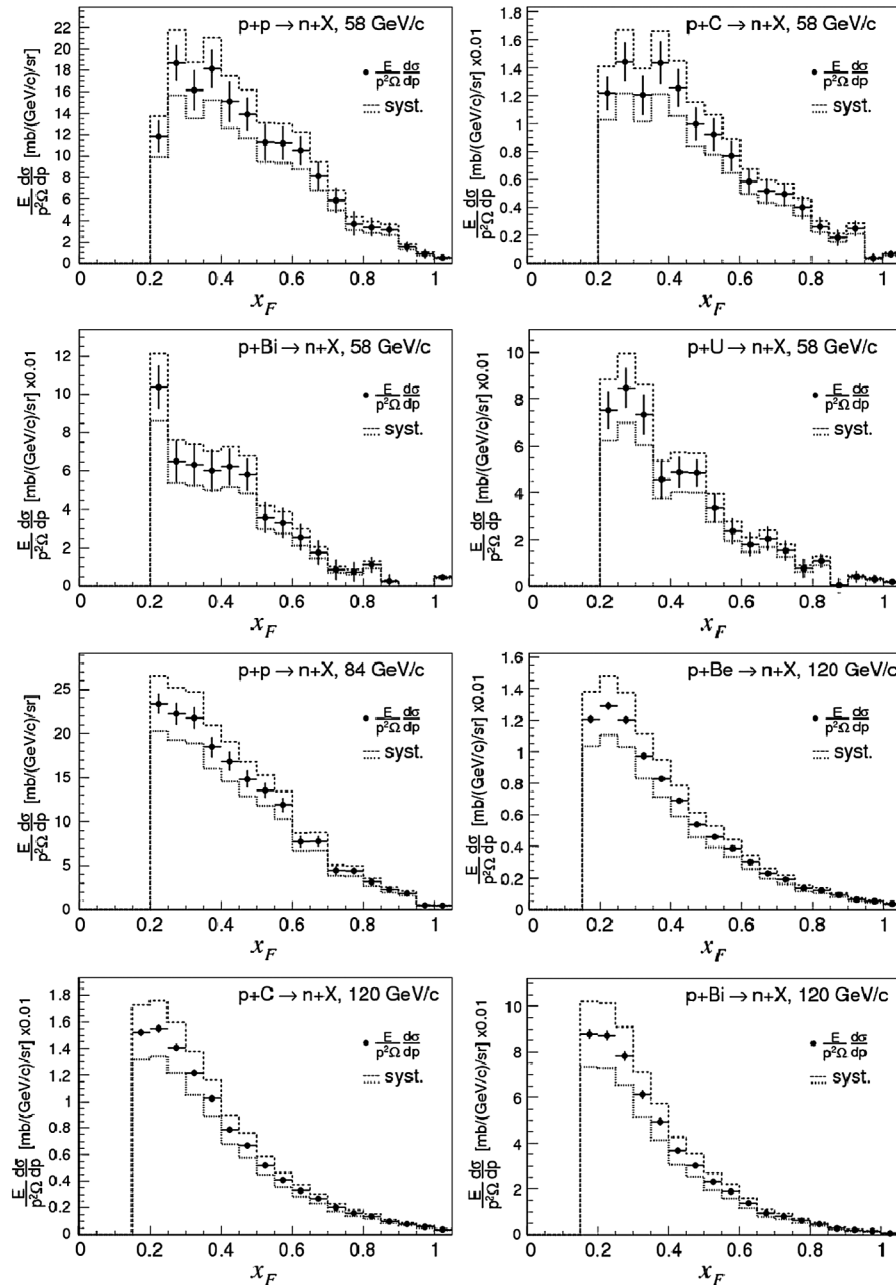 p+p → n+X, 58 GeV/c
E/p²Ω dσ/dp [mb/(GeV/c)/sr]
E/p²Ω dσ/dp
syst.
22
20
18
16
14
12
10
8
6
4
2
0
0 0.2 0.4 0.6 0.8 1
x_F
p+C → n+X, 58 GeV/c
E/p²Ω dσ/dp [mb/(GeV/c)/sr] x0.01
E/p²Ω dσ/dp
syst.
1.8
1.6
1.4
1.2
1
0.8
0.6
0.4
0.2
0
0 0.2 0.4 0.6 0.8 1
x_F
p+Bi → n+X, 58 GeV/c
E/p²Ω dσ/dp [mb/(GeV/c)/sr] x0.01
E/p²Ω dσ/dp
syst.
12
10
8
6
4
2
0
0 0.2 0.4 0.6 0.8 1
x_F
p+U → n+X, 58 GeV/c
E/p²Ω dσ/dp [mb/(GeV/c)/sr] x0.01
E/p²Ω dσ/dp
syst.
10
8
6
4
2
0
0 0.2 0.4 0.6 0.8 1
x_F
p+p → n+X, 84 GeV/c
E/p²Ω dσ/dp [mb/(GeV/c)/sr]
E/p²Ω dσ/dp
syst.
25
20
15
10
5
0
0 0.2 0.4 0.6 0.8 1
x_F
p+Be → n+X, 120 GeV/c
E/p²Ω dσ/dp [mb/(GeV/c)/sr] x0.01
E/p²Ω dσ/dp
syst.
1.6
1.4
1.2
1
0.8
0.6
0.4
0.2
0
0 0.2 0.4 0.6 0.8 1
x_F
p+C → n+X, 120 GeV/c
E/p²Ω dσ/dp [mb/(GeV/c)/sr] x0.01
E/p²Ω dσ/dp
syst.
1.8
1.6
1.4
1.2
1
0.8
0.6
0.4
0.2
0
0 0.2 0.4 0.6 0.8 1
x_F
p+Bi → n+X, 120 GeV/c
E/p²Ω dσ/dp [mb/(GeV/c)/sr] x0.01
E/p²Ω dσ/dp
syst.
10
8
6
4
2
0
0 0.2 0.4 0.6 0.8 1
x_F